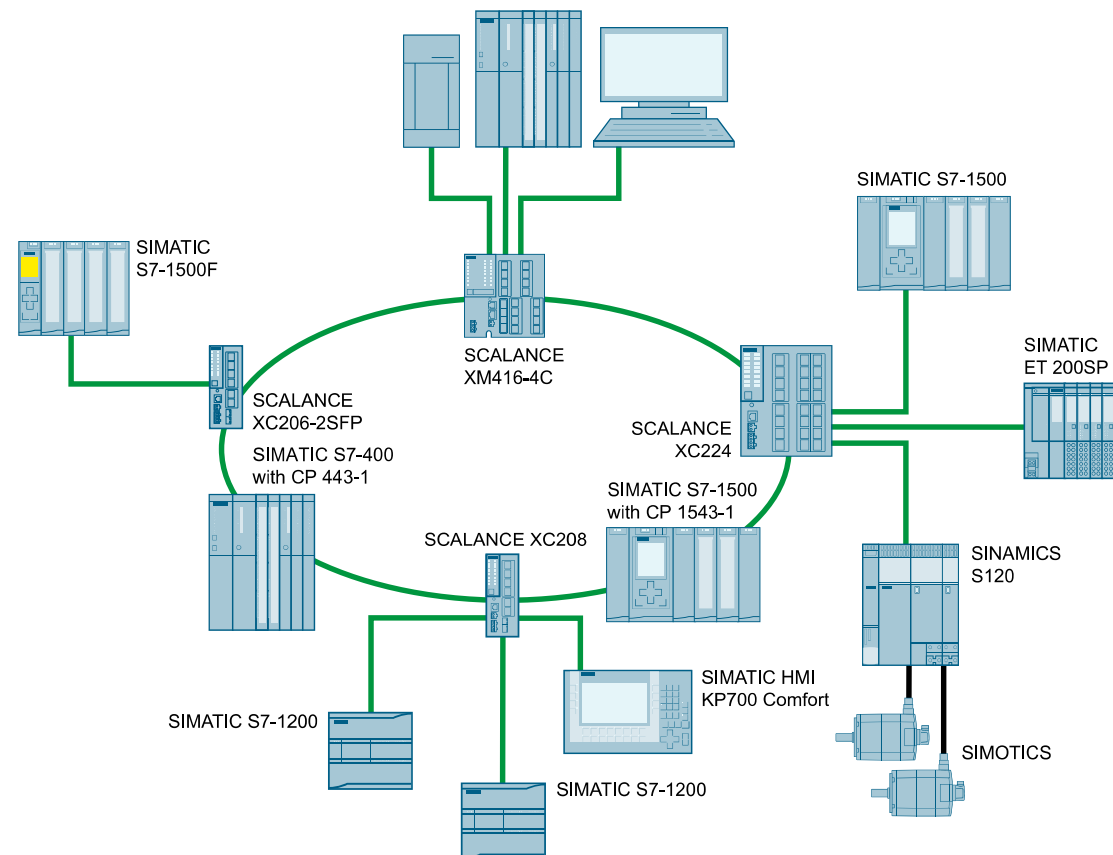 SIMATIC S7-1500
SIMATIC
S7-1500F
SCALANCE
XM416-4C
SIMATIC
ET 200SP
SCALANCE
XC206-2SFP
SCALANCE
XC224
SIMATIC S7-400
with CP 443-1
SIMATIC S7-1500
with CP 1543-1
SCALANCE XC208
SINAMICS
S120
SIMATIC HMI
KP700 Comfort
SIMATIC S7-1200
SIMOTICS
SIMATIC S7-1200